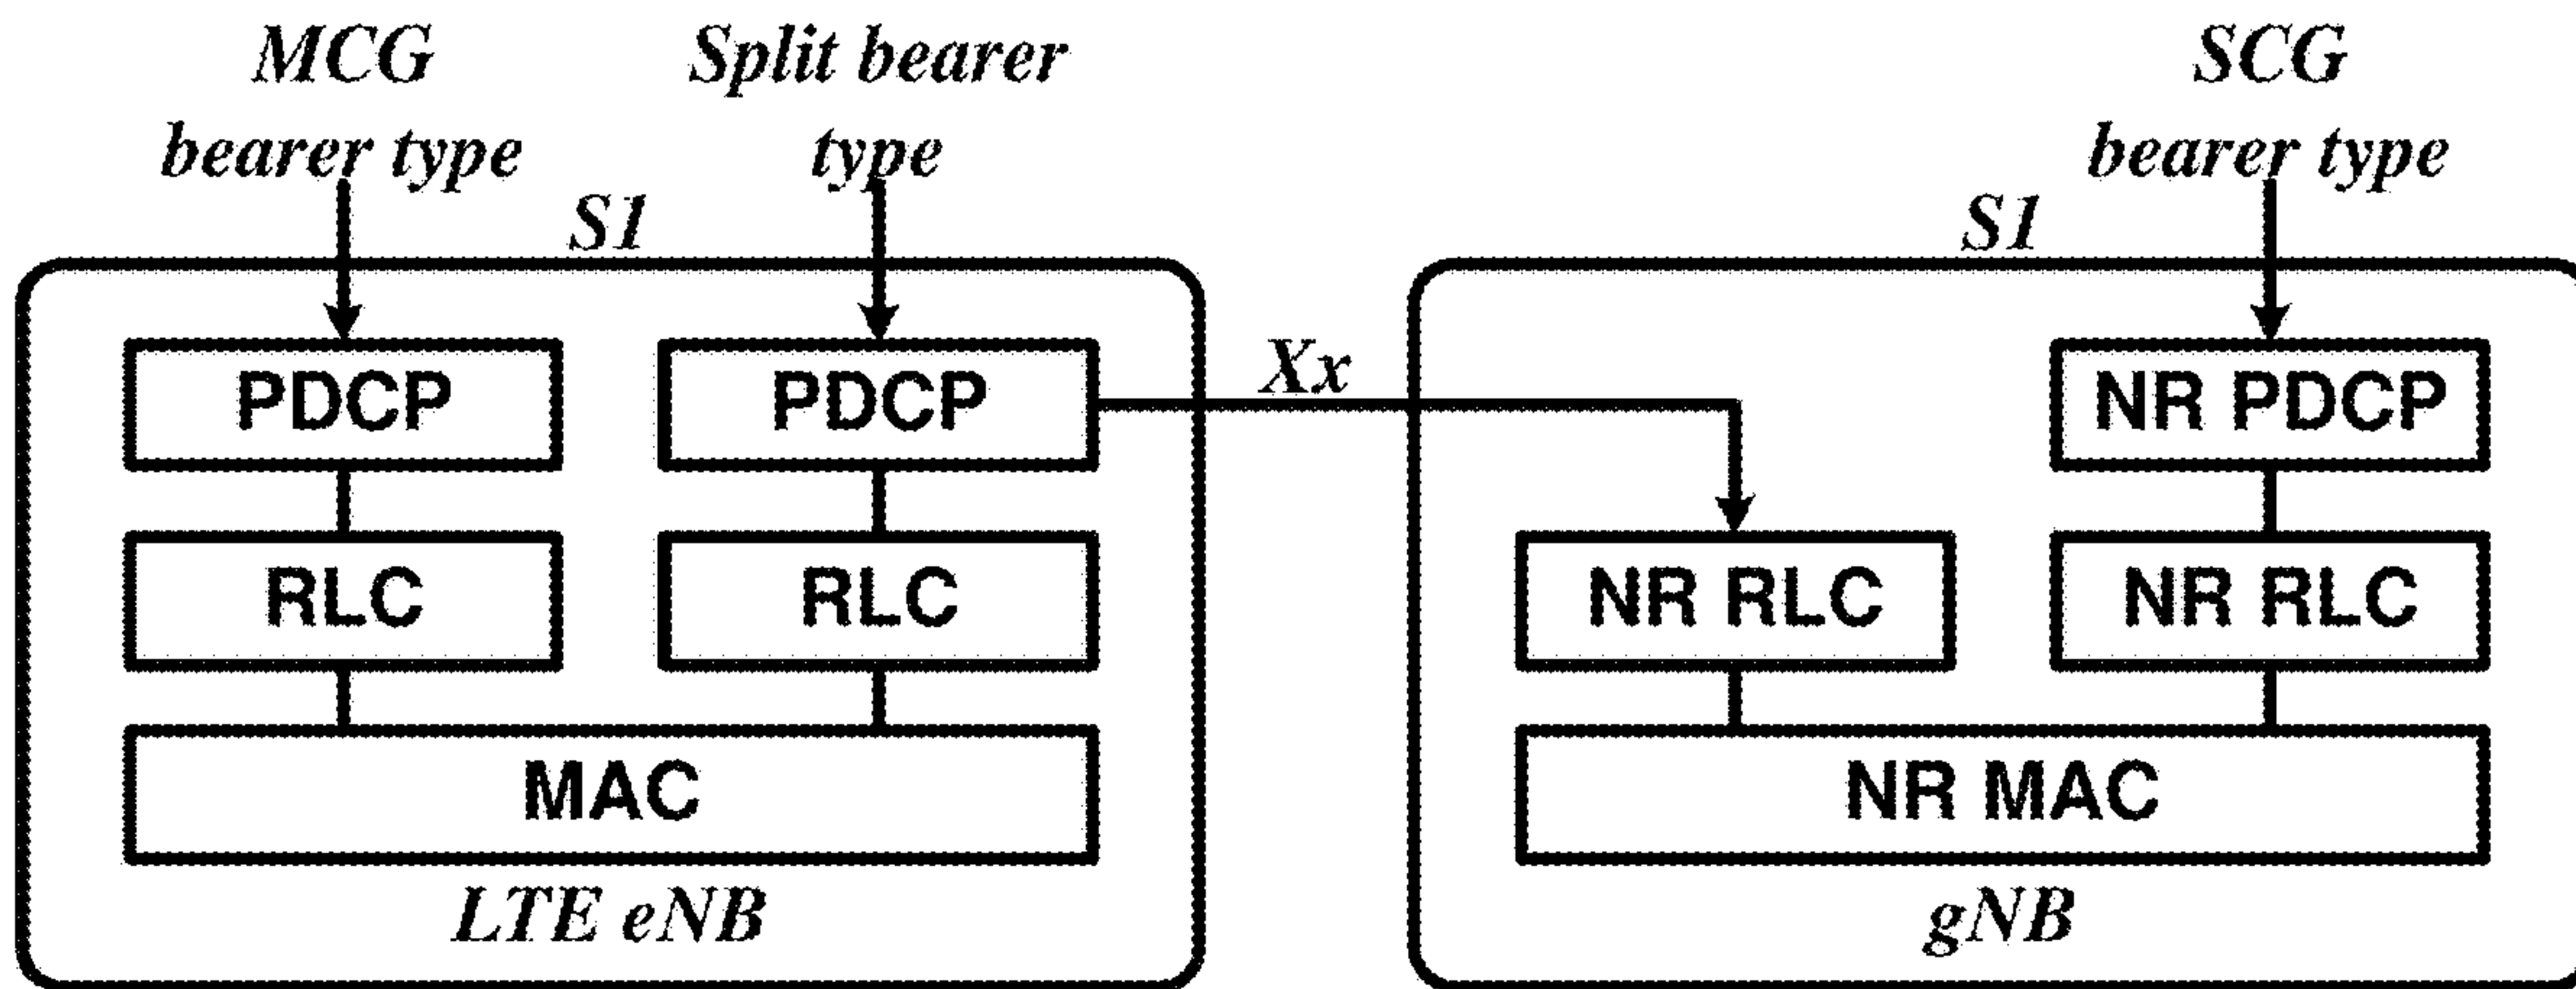 MCG
bearer type
Split bearer
type
SCG
bearer type
S1
S1
Xx
PDCP
PDCP
NR PDCP
RLC
RLC
NR RLC
NR RLC
MAC
NR MAC
LTE eNB
gNB